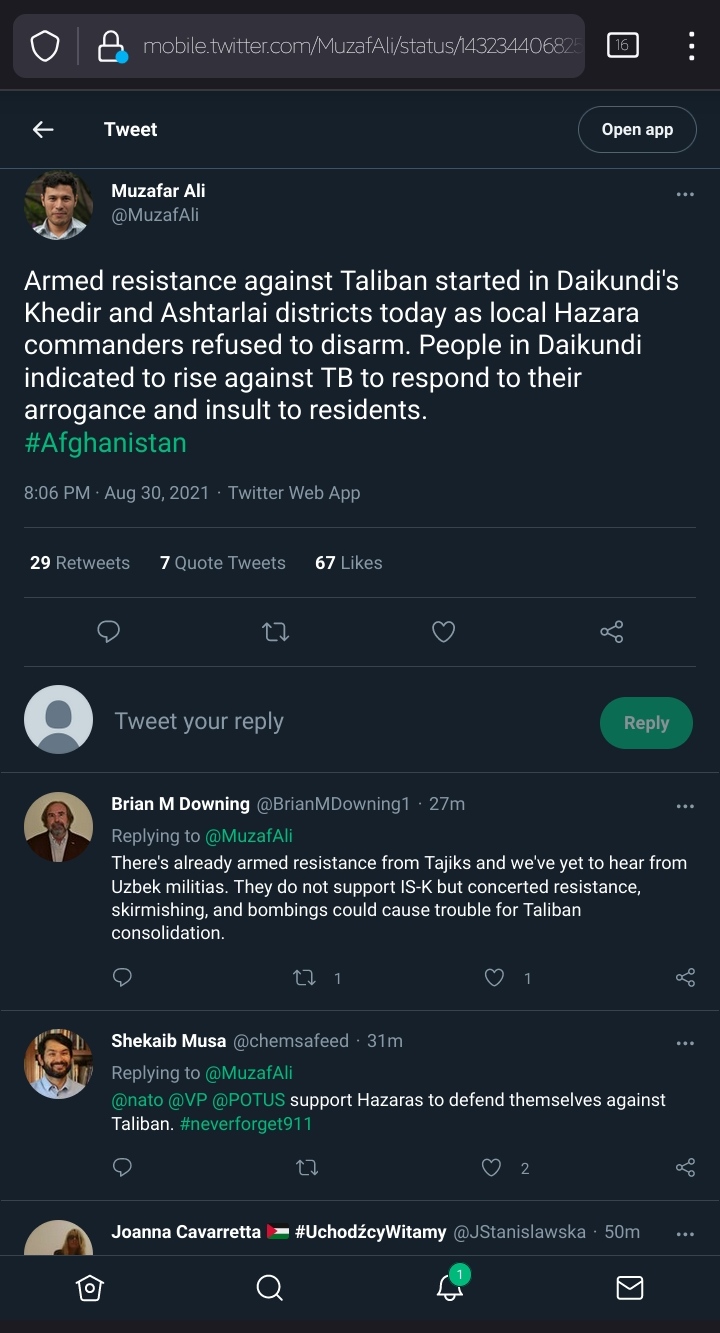 mobile.twitter.com/MuzafAli/status/14323440682
16
Tweet
Open app
Muzafar Ali
@MuzafAli
Armed resistance against Taliban started in Daikundi's
Khedir and Ashtarlai districts today as local Hazara
commanders refused to disarm. People in Daikundi
indicated to rise against TB to respond to their
arrogance and insult to residents.
#Afghanistan
8:06 PM · Aug 30, 2021 · Twitter Web App
29 Retweets 7 Quote Tweets 67 Likes
Tweet your reply
Reply
Brian M Downing @BrianMDowning1 · 27m
Replying to @MuzafAli
There's already armed resistance from Tajiks and we've yet to hear from
Uzbek militias. They do not support IS-K but concerted resistance,
skirmishing, and bombings could cause trouble for Taliban
consolidation.
1 1
Shekaib Musa @chemsafeed · 31m
Replying to @MuzafAli
@nato @VP @POTUS support Hazaras to defend themselves against
Taliban. #neverforget911
2
Joanna Cavarretta 🇵🇸 #UchodźcyWitamy @JStanislawska · 50m
1